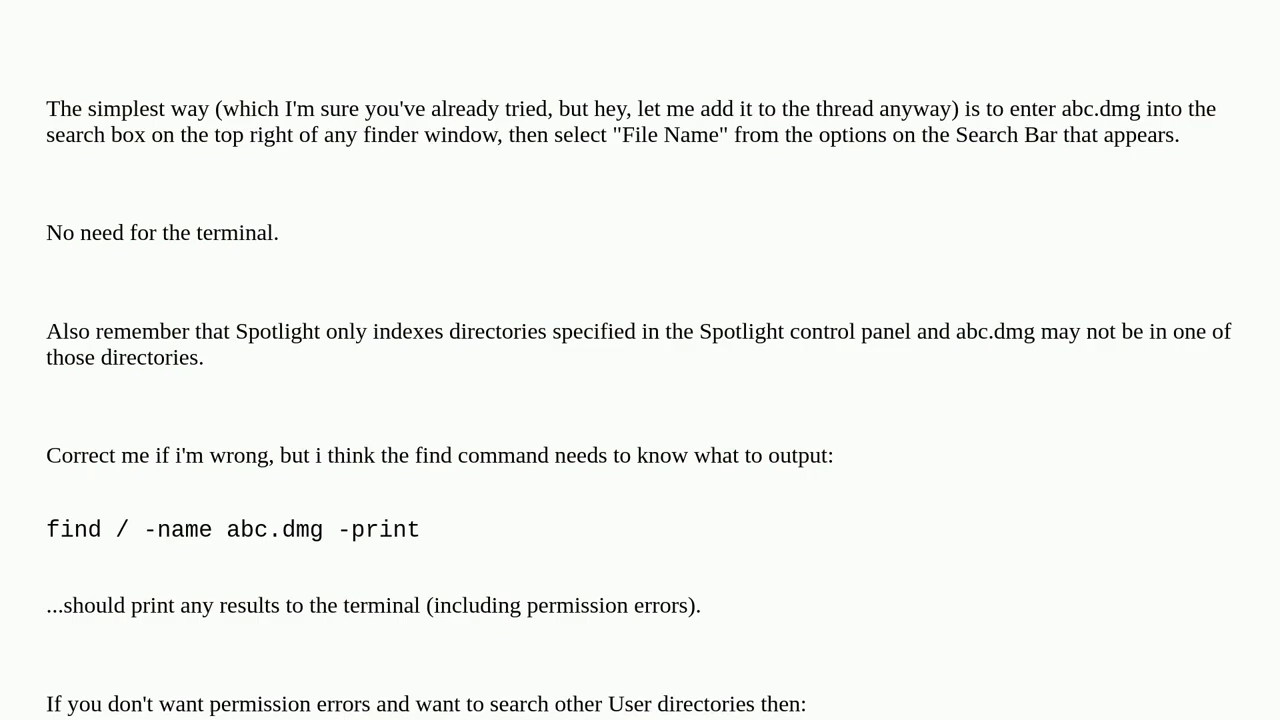 The simplest way (which I'm sure you've already tried, but hey, let me add it to the thread anyway) is to enter abc.dmg into the
search box on the top right of any finder window, then select "File Name" from the options on the Search Bar that appears.
No need for the terminal.
Also remember that Spotlight only indexes directories specified in the Spotlight control panel and abc.dmg may not be in one of
those directories.
Correct me if i'm wrong, but i think the find command needs to know what to output:
find / -name abc.dmg -print
...should print any results to the terminal (including permission errors).
If you don't want permission errors and want to search other User directories then: